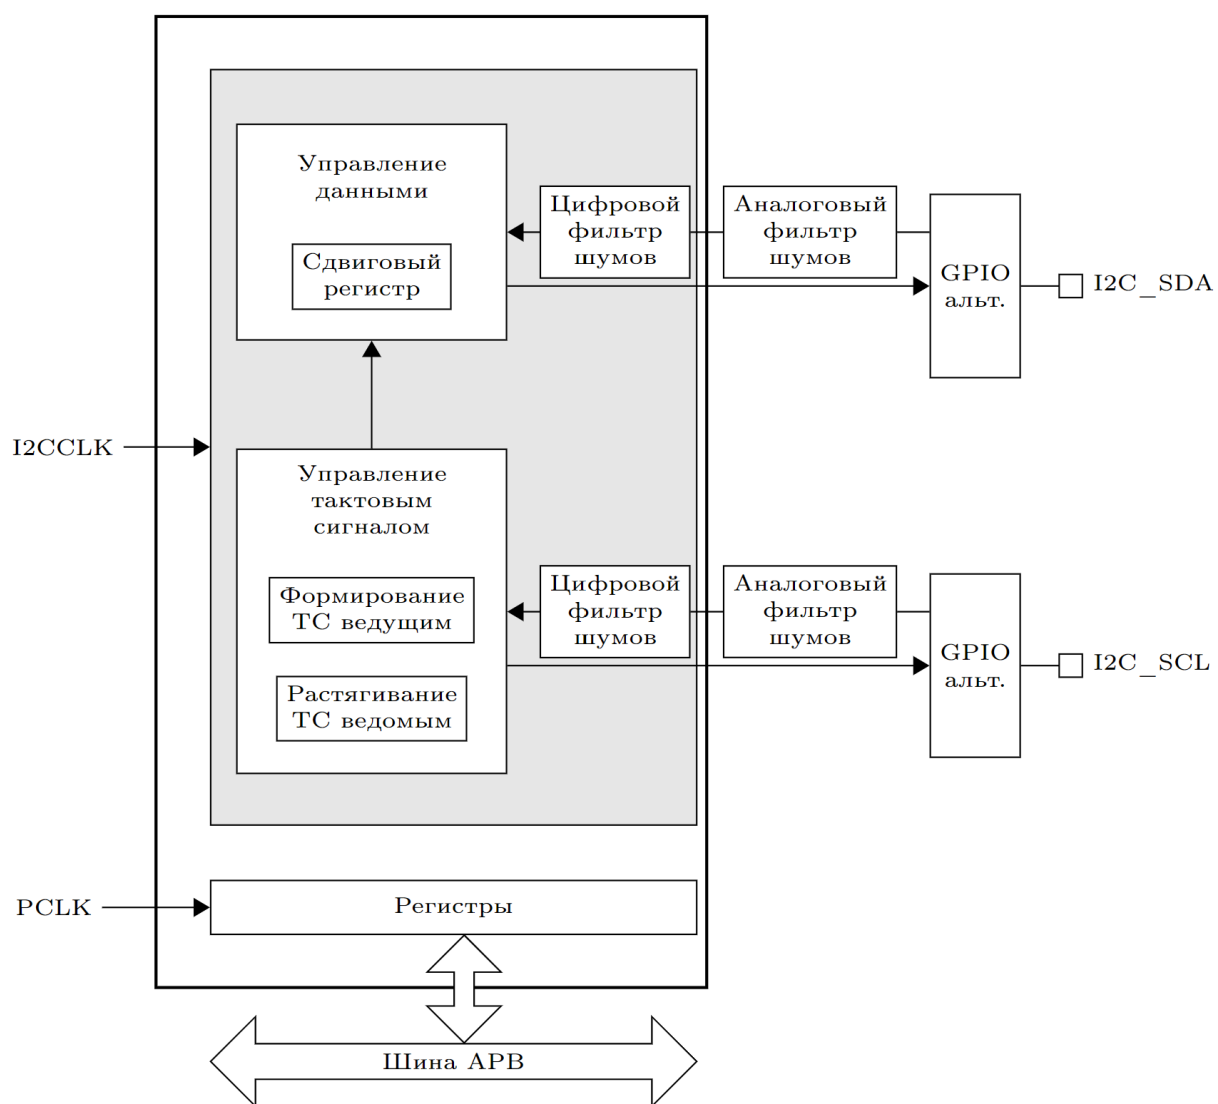 Управление
данными
Сдвиговый
регистр
Цифровой
фильтр
шумов
Аналоговый
фильтр
шумов
GPIO
альт.
I2C_SDA
I2CCLK
Управление
тактовым
сигналом
Формирование
ТС ведущим
Растягивание
ТС ведомым
Цифровой
фильтр
шумов
Аналоговый
фильтр
шумов
GPIO
альт.
I2C_SCL
PCLK
Регистры
Шина APB